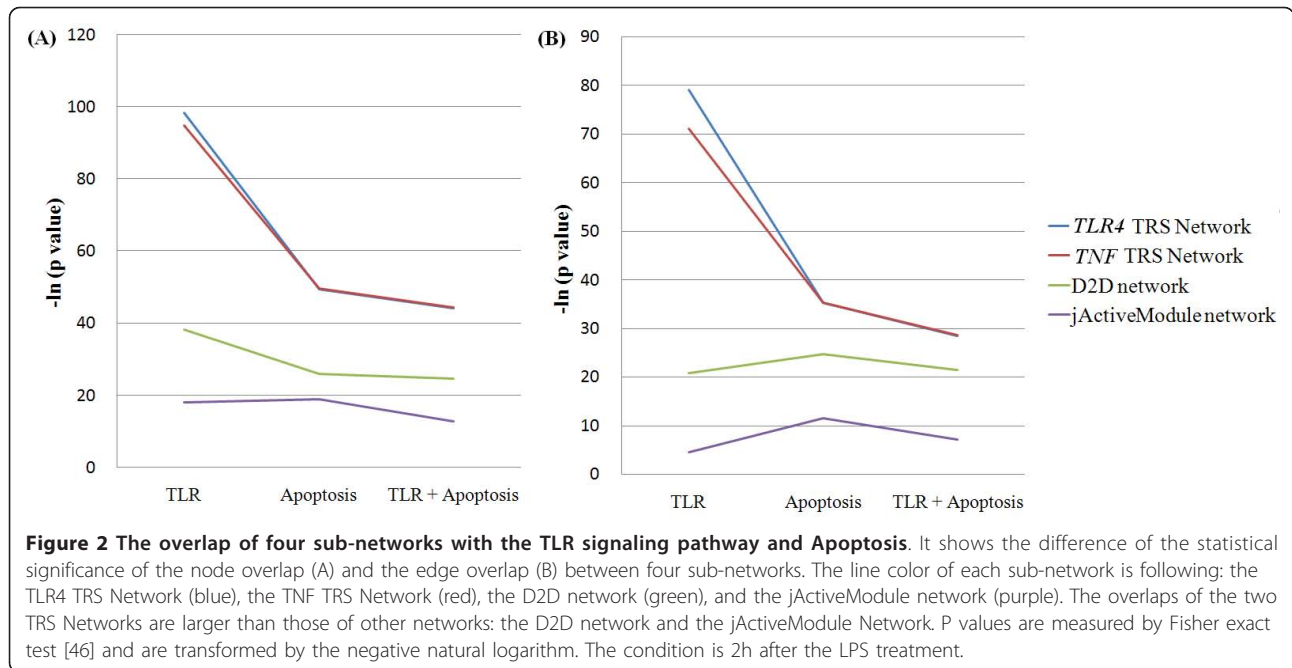 (A)
120
100
80
60
40
20
0
-ln (p value)
TLR
Apoptosis
TLR + Apoptosis
(B)
90
80
70
60
50
40
30
20
10
0
-ln (p value)
TLR
Apoptosis
TLR + Apoptosis
TLR4 TRS Network
TNF TRS Network
D2D network
jActiveModule network
Figure 2 The overlap of four sub-networks with the TLR signaling pathway and Apoptosis. It shows the difference of the statistical
significance of the node overlap (A) and the edge overlap (B) between four sub-networks. The line color of each sub-network is following: the
TLR4 TRS Network (blue), the TNF TRS Network (red), the D2D network (green), and the jActiveModule network (purple). The overlaps of the two
TRS Networks are larger than those of other networks: the D2D network and the jActiveModule Network. P values are measured by Fisher exact
test [46] and are transformed by the negative natural logarithm. The condition is 2h after the LPS treatment.